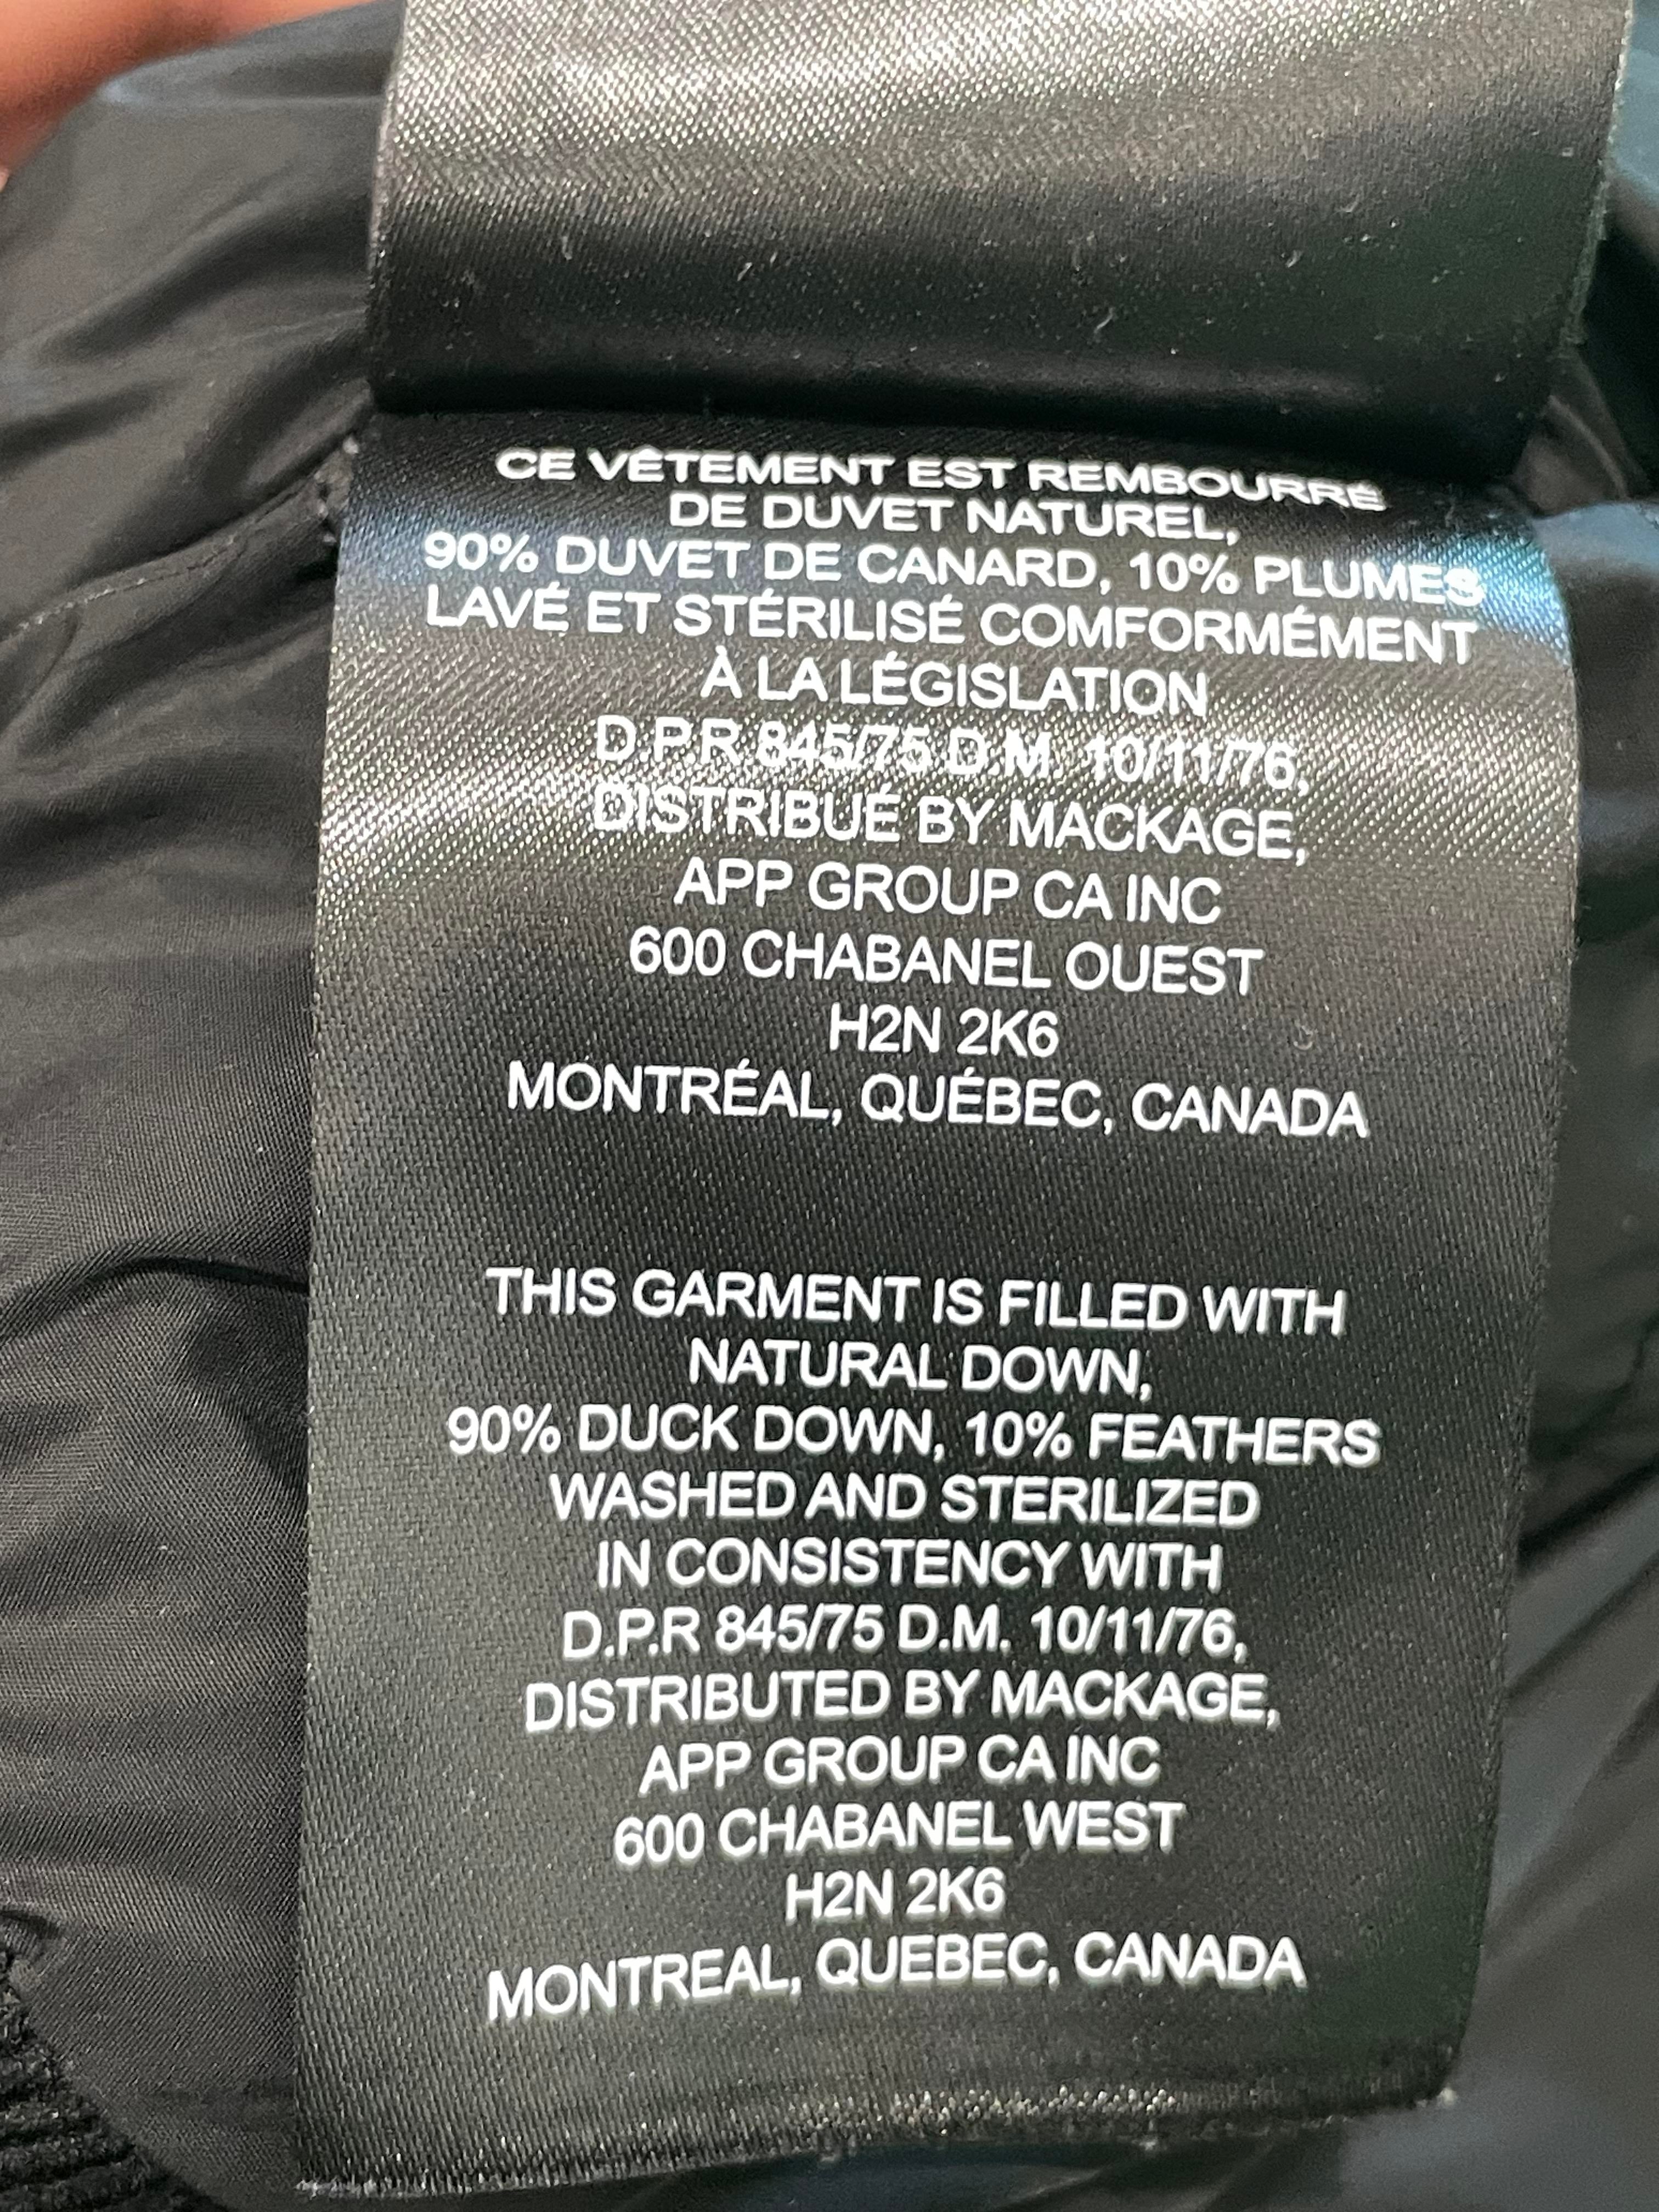 CE VÊTEMENT EST REMBOURRÉ
DE DUVET NATUREL,
90% DUVET DE CANARD, 10% PLUMES
LAVÉ ET STÉRILISÉ COMFORMÉMENT
À LA LÉGISLATION
D.P.R 845/75 D.M. 10/11/76,
DISTRIBUÉ BY MACKAGE,
APP GROUP CA INC
600 CHABANEL OUEST
H2N 2K6
MONTRÉAL, QUÉBEC, CANADA
THIS GARMENT IS FILLED WITH
NATURAL DOWN,
90% DUCK DOWN, 10% FEATHERS
WASHED AND STERILIZED
IN CONSISTENCY WITH
D.P.R 845/75 D.M. 10/11/76,
DISTRIBUTED BY MACKAGE,
APP GROUP CA INC
600 CHABANEL WEST
H2N 2K6
MONTREAL, QUEBEC, CANADA